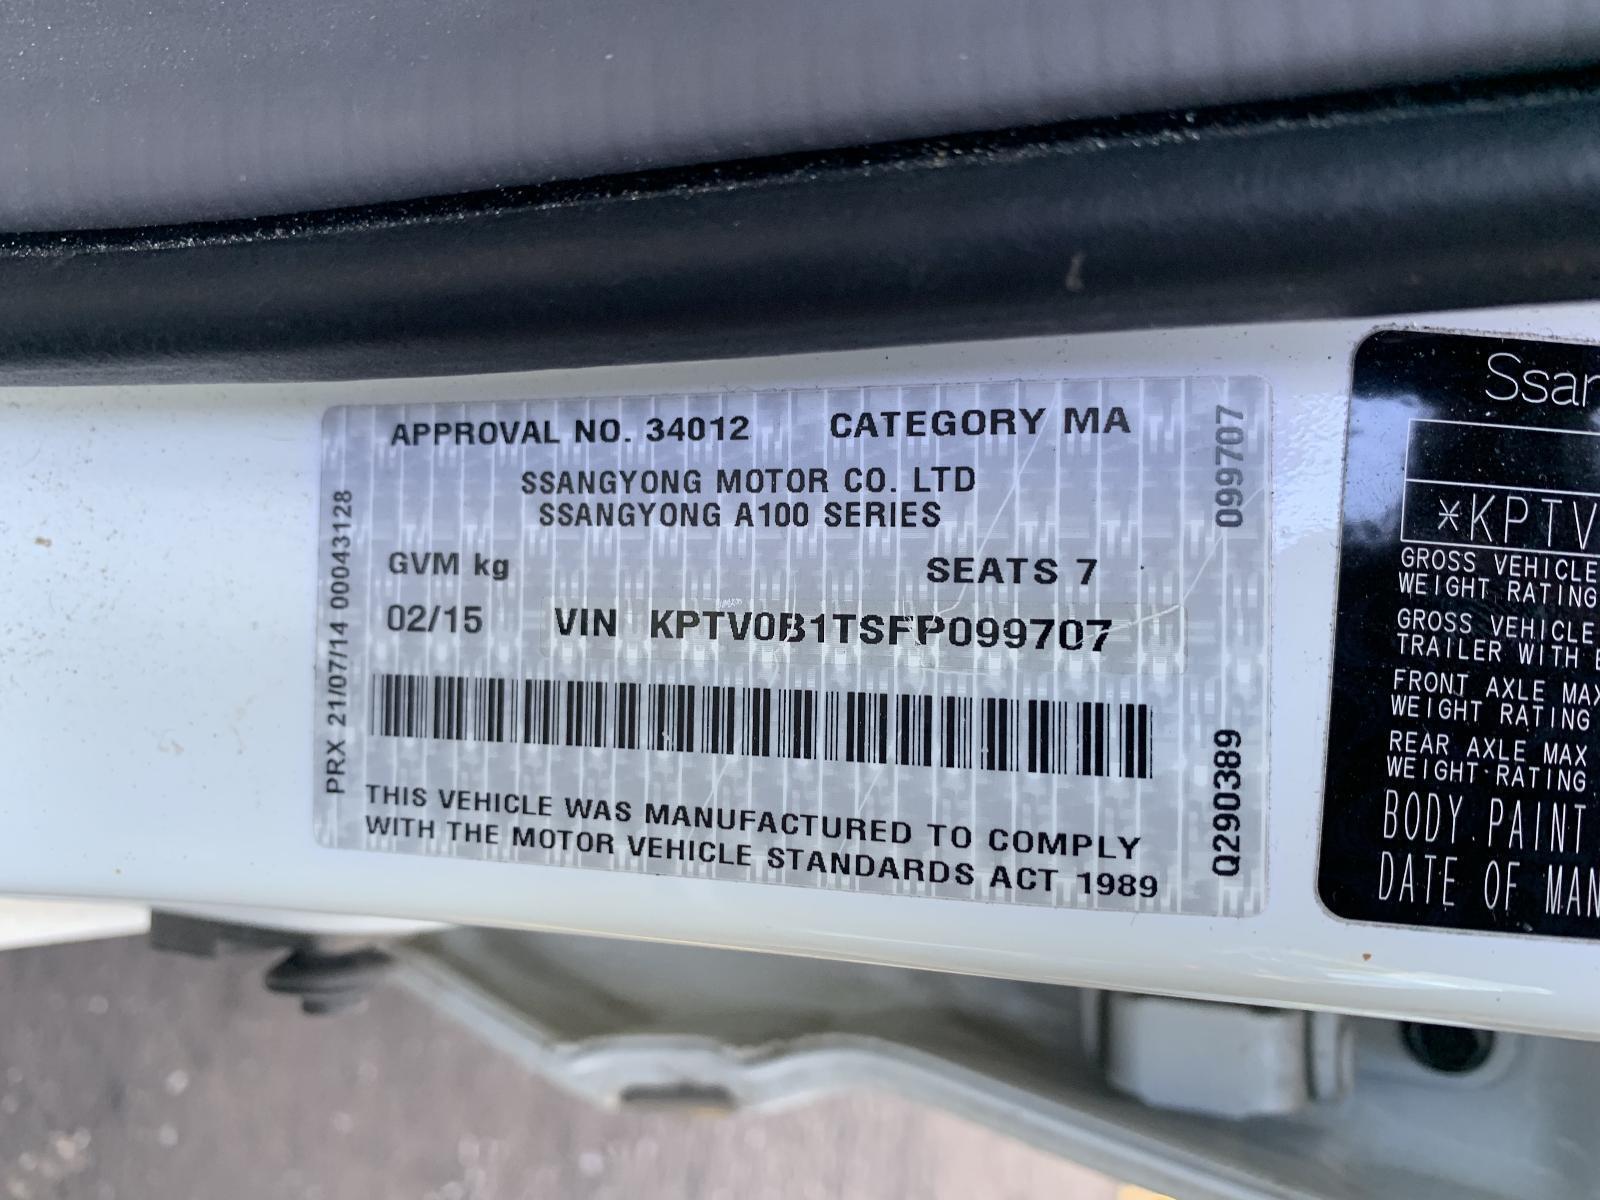 APPROVAL NO. 34012 CATEGORY MA
SSANGYONG MOTOR CO. LTD
SSANGYONG A100 SERIES
GVM kg SEATS 7
02/15 VIN KPTV0B1TSFP099707
THIS VEHICLE WAS MANUFACTURED TO COMPLY
WITH THE MOTOR VEHICLE STANDARDS ACT 1989
PRX 21/07/14 00043128
099707
Q290389
Ssan
*KPTV
GROSS VEHICLE
WEIGHT RATING
GROSS VEHICLE
TRAILER WITH B
FRONT AXLE MAX
WEIGHT RATING
REAR AXLE MAX
WEIGHT RATING
BODY PAINT
DATE OF MAN